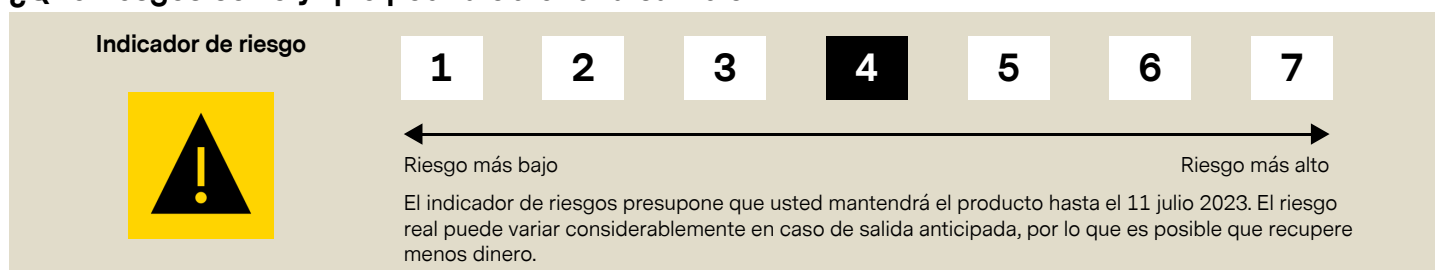 Indicador de riesgo
1 2 3 4 5 6 7
Riesgo más bajo Riesgo más alto
El indicador de riesgos presupone que usted mantendrá el producto hasta el 11 julio 2023. El riesgo
real puede variar considerablemente en caso de salida anticipada, por lo que es posible que recupere
menos dinero.